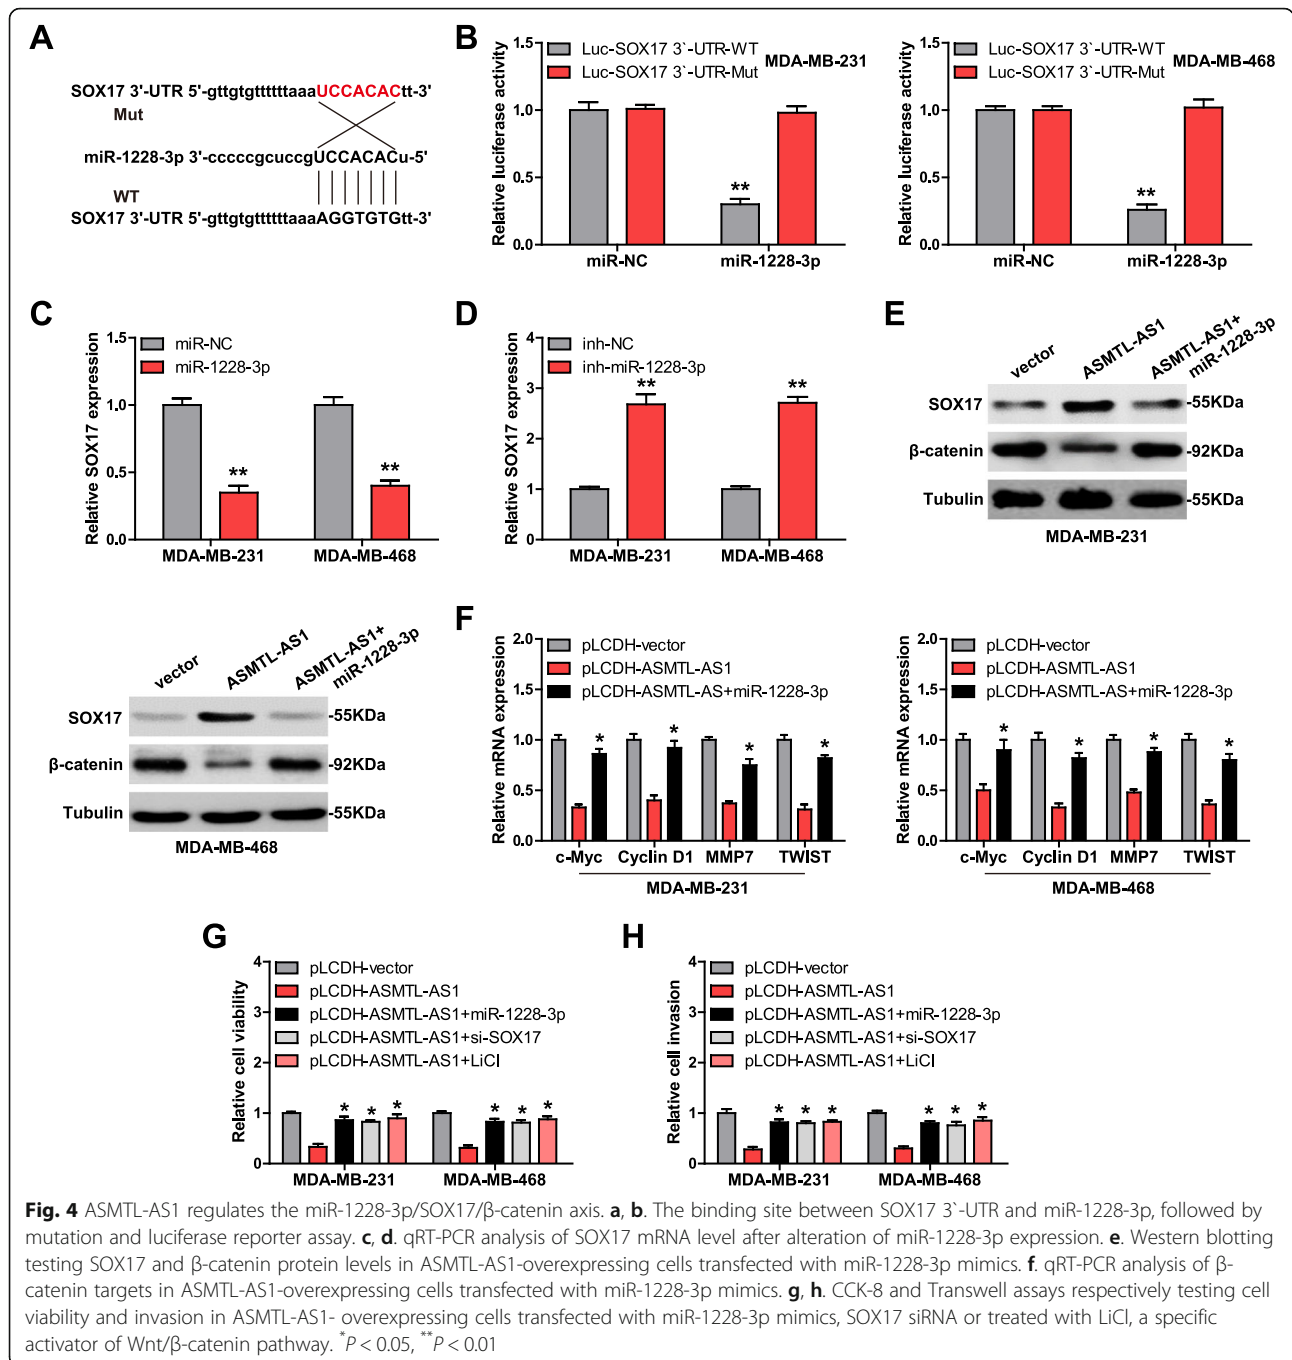 A
SOX17 3'-UTR 5'-gttgtgttttttaaaUCCACACtt-3'
Mut
miR-1228-3p 3'-cccccgcuccgUCCACACu-5'
WT
SOX17 3'-UTR 5'-gttgtgttttttaaaAGGTGTGtt-3'
B
Relative luciferase activity
1.5
1.0
0.5
0.0
Luc-SOX17 3`-UTR-WT
Luc-SOX17 3`-UTR-Mut
MDA-MB-231
**
miR-NC
miR-1228-3p
Relative luciferase activity
1.5
1.0
0.5
0.0
Luc-SOX17 3`-UTR-WT
Luc-SOX17 3`-UTR-Mut
MDA-MB-468
**
miR-NC
miR-1228-3p
C
Relative SOX17 expression
1.5
1.0
0.5
0.0
miR-NC
miR-1228-3p
**
**
MDA-MB-231
MDA-MB-468
D
Relative SOX17 expression
4
3
2
1
0
inh-NC
inh-miR-1228-3p
**
**
MDA-MB-231
MDA-MB-468
E
vector
ASMTL-AS1
ASMTL-AS1+
miR-1228-3p
SOX17
-55KDa
β-catenin
-92KDa
Tubulin
-55KDa
MDA-MB-231
vector
ASMTL-AS1
ASMTL-AS1+
miR-1228-3p
SOX17
-55KDa
β-catenin
-92KDa
Tubulin
-55KDa
MDA-MB-468
F
Relative mRNA expression
2.0
1.5
1.0
0.5
0.0
pLCDH-vector
pLCDH-ASMTL-AS1
pLCDH-ASMTL-AS+miR-1228-3p
*
*
*
*
c-Myc
Cyclin D1
MMP7
TWIST
MDA-MB-231
Relative mRNA expression
2.0
1.5
1.0
0.5
0.0
pLCDH-vector
pLCDH-ASMTL-AS1
pLCDH-ASMTL-AS+miR-1228-3p
*
*
*
*
c-Myc
Cyclin D1
MMP7
TWIST
MDA-MB-468
G
Relative cell viability
4
3
2
1
0
pLCDH-vector
pLCDH-ASMTL-AS1
pLCDH-ASMTL-AS1+miR-1228-3p
pLCDH-ASMTL-AS1+si-SOX17
pLCDH-ASMTL-AS1+LiCl
* * *
* * *
MDA-MB-231
MDA-MB-468
H
Relative cell invasion
4
3
2
1
0
pLCDH-vector
pLCDH-ASMTL-AS1
pLCDH-ASMTL-AS1+miR-1228-3p
pLCDH-ASMTL-AS1+si-SOX17
pLCDH-ASMTL-AS1+LiCl
* * *
* * *
MDA-MB-231
MDA-MB-468
Fig. 4 ASMTL-AS1 regulates the miR-1228-3p/SOX17/β-catenin axis. a, b. The binding site between SOX17 3`-UTR and miR-1228-3p, followed by
mutation and luciferase reporter assay. c, d. qRT-PCR analysis of SOX17 mRNA level after alteration of miR-1228-3p expression. e. Western blotting
testing SOX17 and β-catenin protein levels in ASMTL-AS1-overexpressing cells transfected with miR-1228-3p mimics. f. qRT-PCR analysis of β-
catenin targets in ASMTL-AS1-overexpressing cells transfected with miR-1228-3p mimics. g, h. CCK-8 and Transwell assays respectively testing cell
viability and invasion in ASMTL-AS1- overexpressing cells transfected with miR-1228-3p mimics, SOX17 siRNA or treated with LiCl, a specific
activator of Wnt/β-catenin pathway. *P < 0.05, **P < 0.01